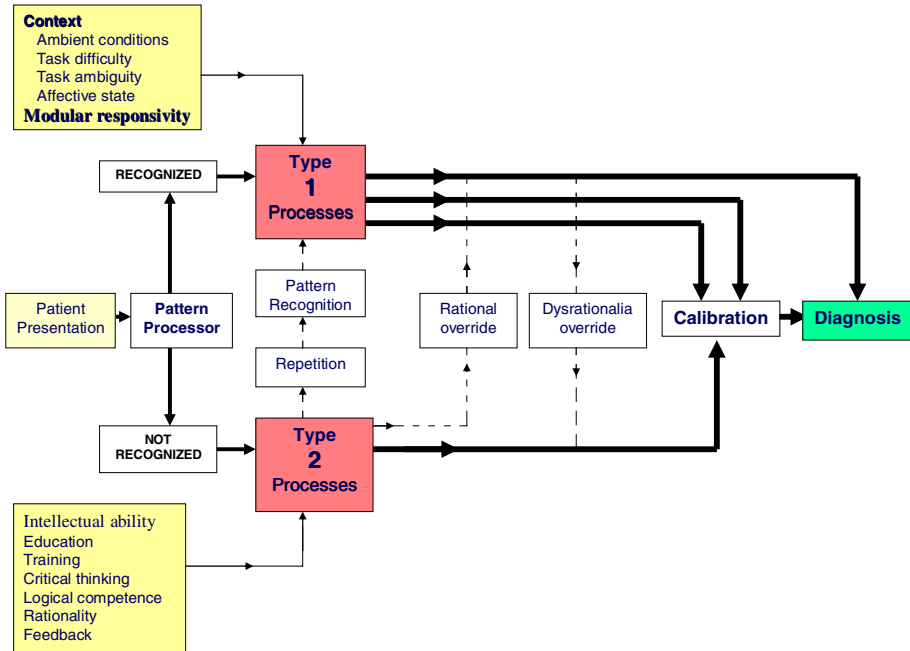 Context
Ambient conditions
Task difficulty
Task ambiguity
Affective state
Modular responsivity
RECOGNIZED
Type
1
Processes
Patient
Presentation
Pattern
Processor
Pattern
Recognition
Repetition
Rational
override
Dysrationalia
override
Calibration
Diagnosis
NOT
RECOGNIZED
Type
2
Processes
Intellectual ability
Education
Training
Critical thinking
Logical competence
Rationality
Feedback